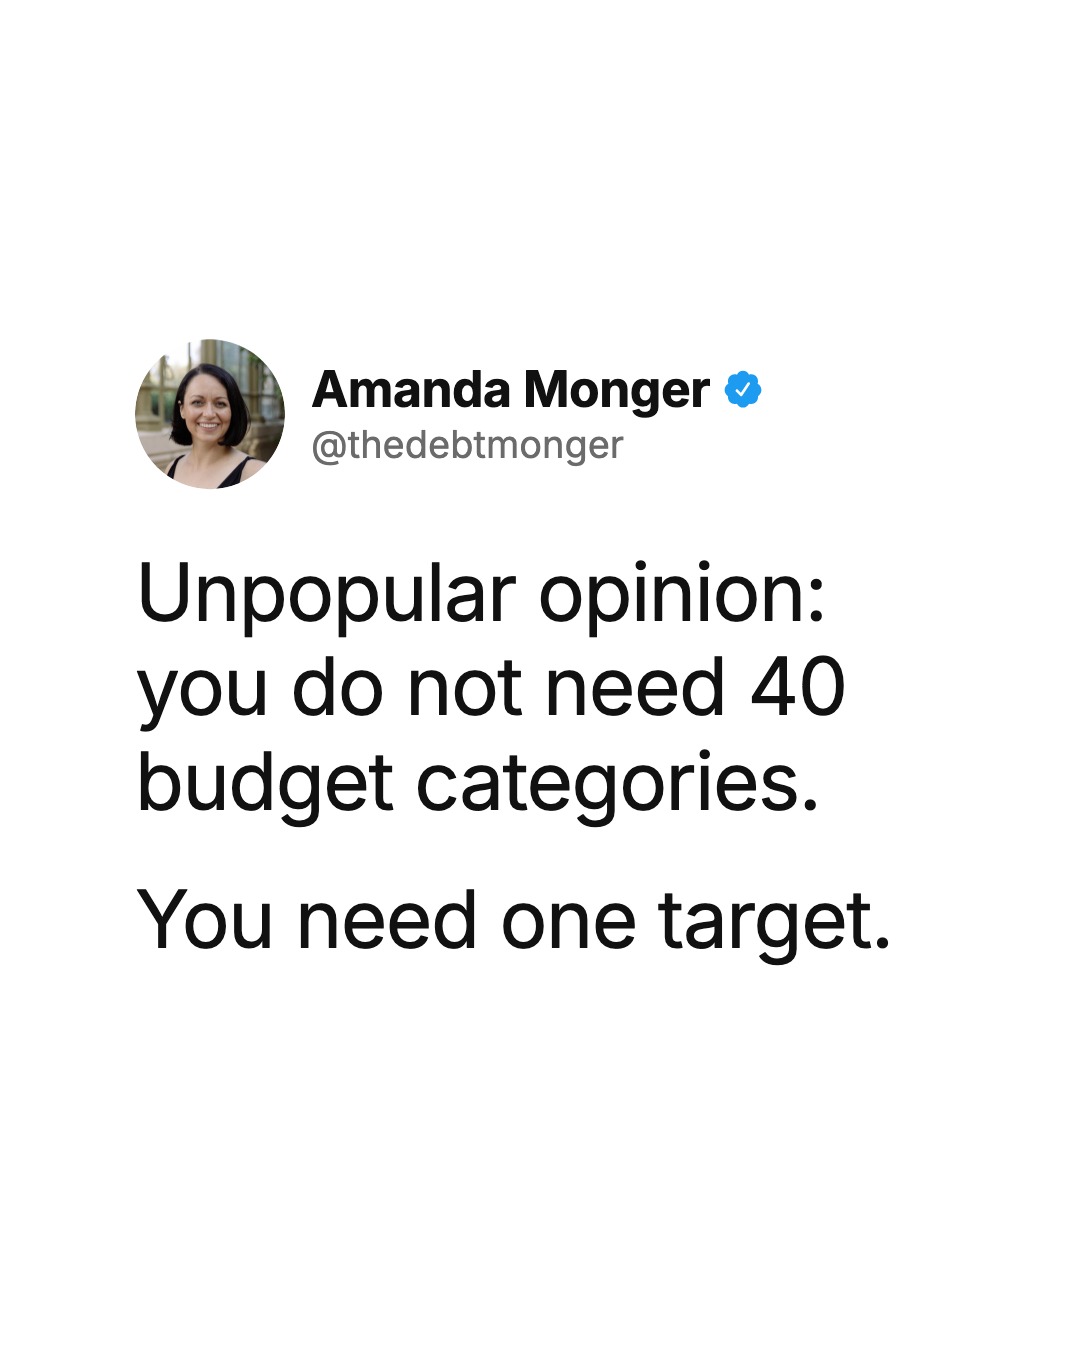 Amanda Monger
@thedebtmonger
Unpopular opinion:
you do not need 40
budget categories.
You need one target.